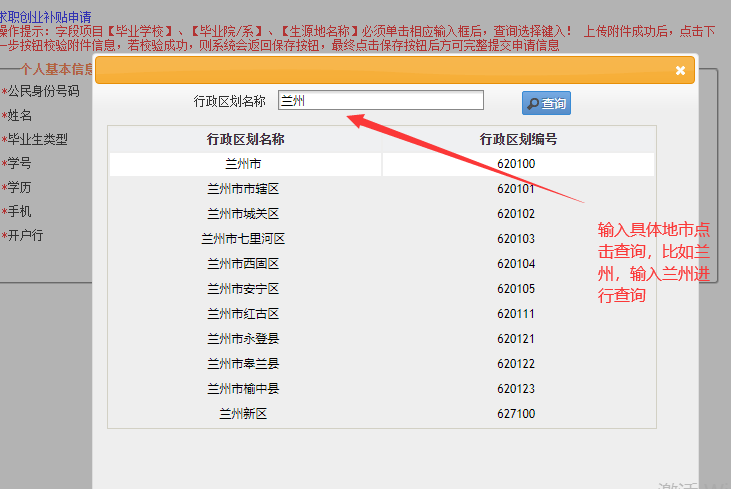 求职创业补贴申请
操作提示：字段项目【毕业学校】、【毕业院/系】、【生源地名称】必须单击相应输入框后，查询选择键入！ 上传附件成功后，点击下
一步按钮校验附件信息，若校验成功，则系统会返回保存按钮，最终点击保存按钮后方可完整提交申请信息
个人基本信息
*公民身份号码
*姓名
*毕业生类型
*学号
*学历
*手机
*开户行
行政区划名称 兰州 查询
行政区划名称 行政区划编号
兰州市 620100
兰州市市辖区 620101
兰州市城关区 620102
兰州市七里河区 620103
兰州市西固区 620104
兰州市安宁区 620105
兰州市红古区 620111
兰州市永登县 620121
兰州市皋兰县 620122
兰州市榆中县 620123
兰州新区 627100
输入具体地市点
击查询，比如兰
州，输入兰州进
行查询